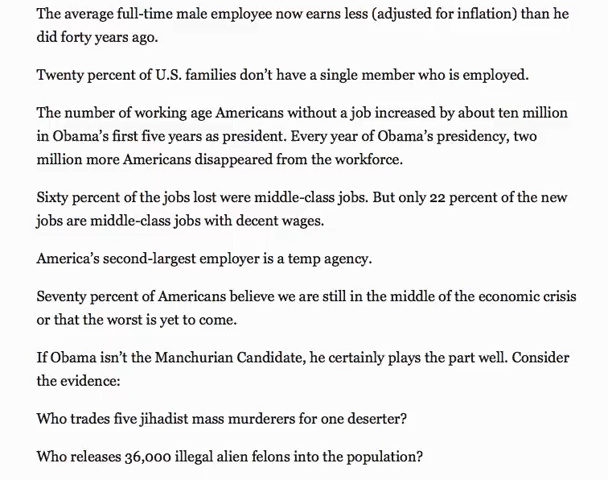 The average full-time male employee now earns less (adjusted for inflation) than he
did forty years ago.
Twenty percent of U.S. families don't have a single member who is employed.
The number of working age Americans without a job increased by about ten million
in Obama's first five years as president. Every year of Obama's presidency, two
million more Americans disappeared from the workforce.
Sixty percent of the jobs lost were middle-class jobs. But only 22 percent of the new
jobs are middle-class jobs with decent wages.
America's second-largest employer is a temp agency.
Seventy percent of Americans believe we are still in the middle of the economic crisis
or that the worst is yet to come.
If Obama isn't the Manchurian Candidate, he certainly plays the part well. Consider
the evidence:
Who trades five jihadist mass murderers for one deserter?
Who releases 36,000 illegal alien felons into the population?